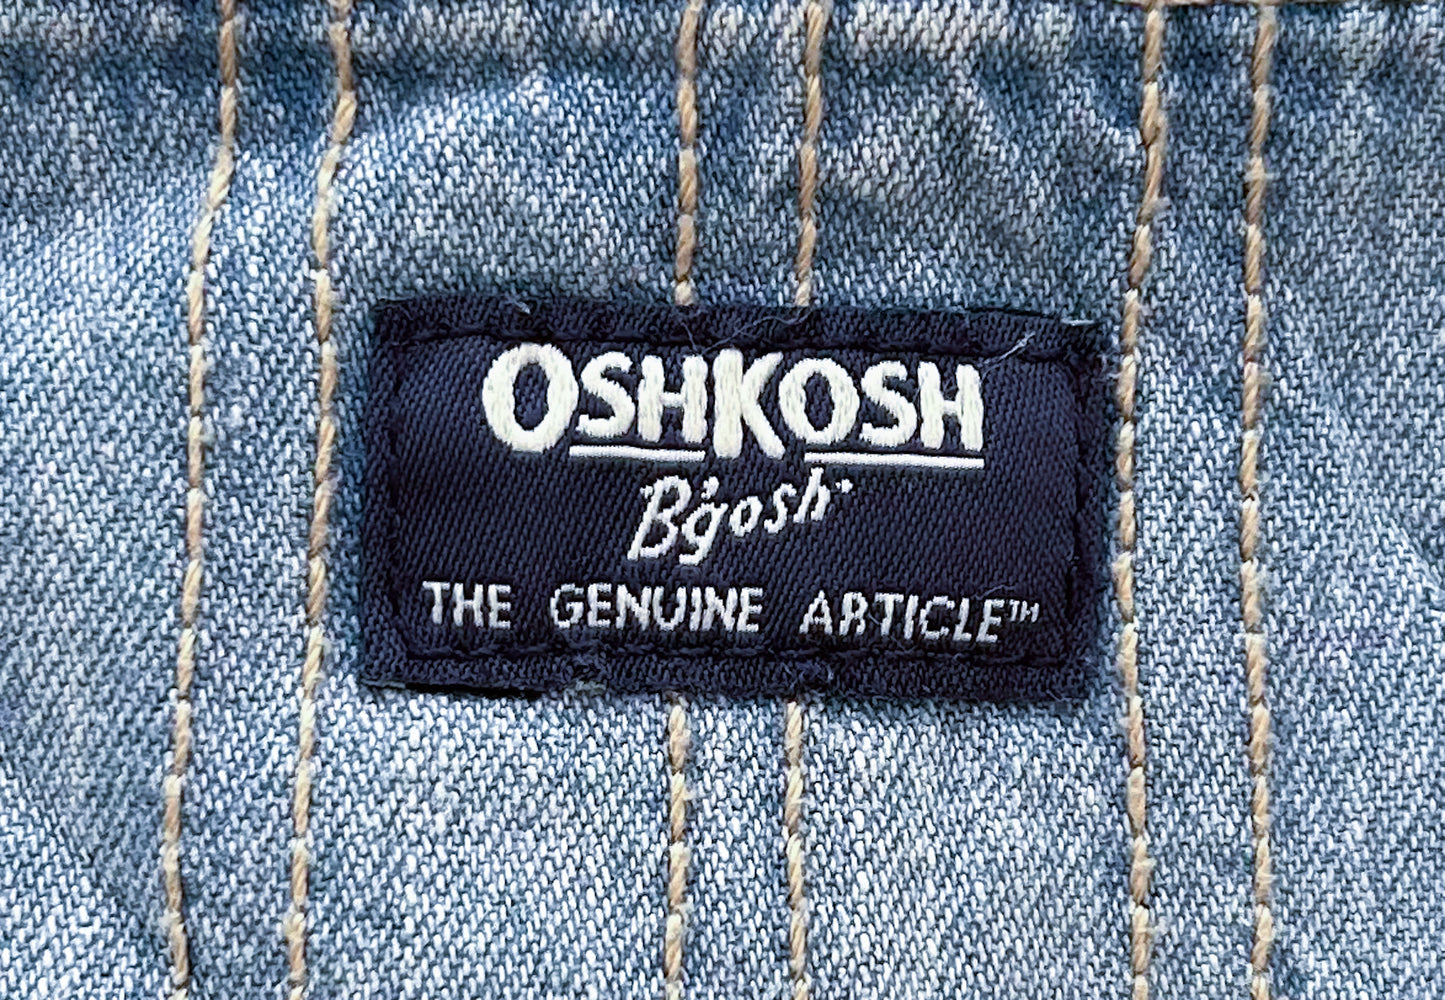 OSHKOSH
B'gosh
THE GENUINE ARTICLE™